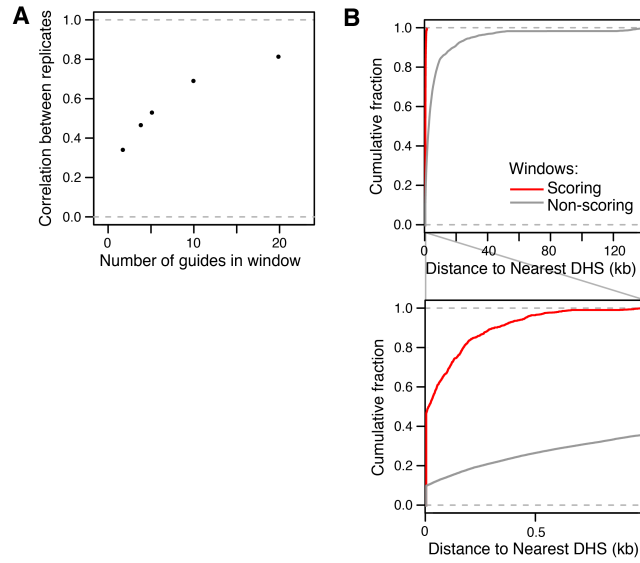 A
Correlation between replicates
1.0
0.8
0.6
0.4
0.2
0.0
0
5
10
20
Number of guides in window
B
Cumulative fraction
1.0
0.8
0.6
0.4
0.2
0.0
Windows:
Scoring
Non-scoring
0
40
80
120
Distance to Nearest DHS (kb)
Cumulative fraction
1.0
0.8
0.6
0.4
0.2
0.0
0
0.5
Distance to Nearest DHS (kb)